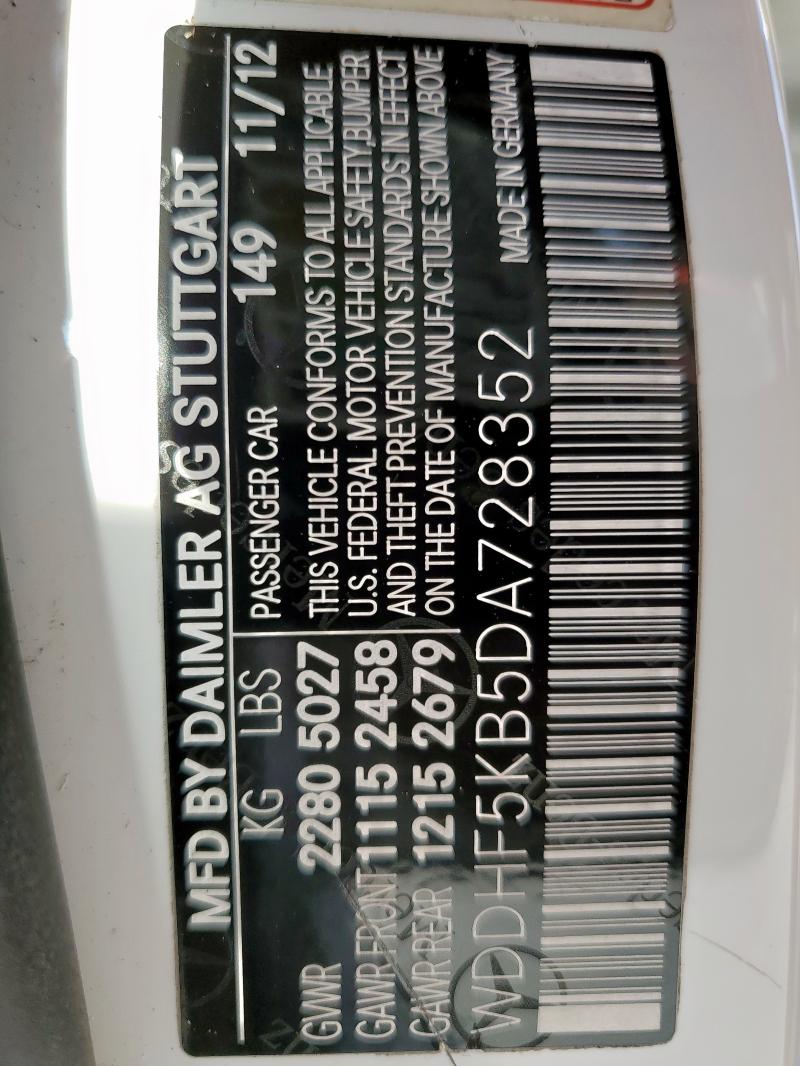 MFD BY DAIMLER AG STUTTGART
KG LBS PASSENGER CAR 149 11/12
GVWR 2280 5027 THIS VEHICLE CONFORMS TO ALL APPLICABLE
GAWR FRONT 1115 2458 U.S. FEDERAL MOTOR VEHICLE SAFETY,BUMPER
GAWR REAR 1215 2679 AND THEFT PREVENTION STANDARDS IN EFFECT
ON THE DATE OF MANUFACTURE SHOWN ABOVE
WDDHF5KB5DA728352 MADE IN GERMANY